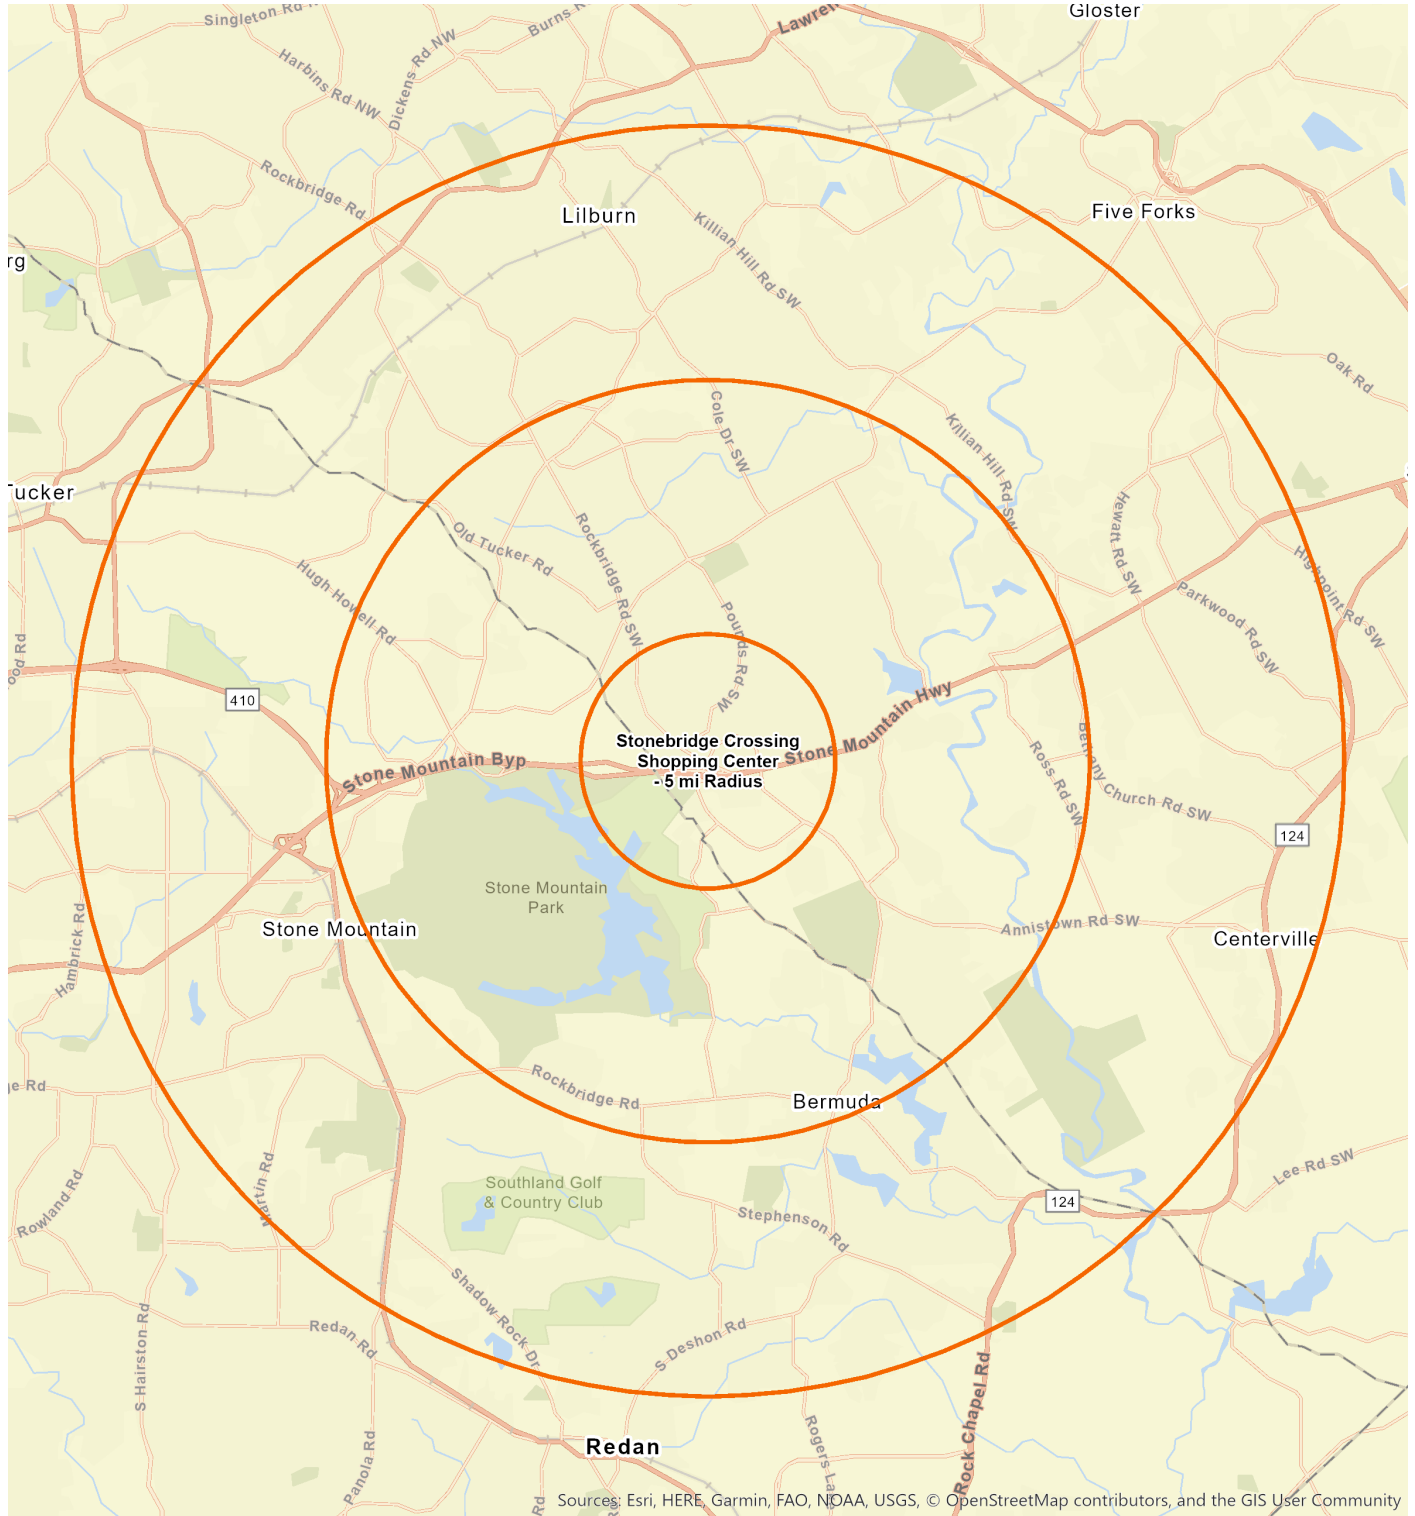 Gloster
Singleton Rd
Burns R
Lawren
Harbins Rd NW
Dickens Rd NW
Rockbridge Rd
Lilburn
Killian Hill Rd SW
Five Forks
rg
Oak Rd
Cole Dr SW
Killian Hill Rd SW
Tucker
Old Tucker Rd
Rockbridge Rd SW
Hewatt Rd SW
Highpoint Rd SW
Hugh Howell Rd
Pounds Rd SW
Parkwood Rd SW
ood Rd
410
Stone Mountain Byp
Stonebridge Crossing
Shopping Center
- 5 mi Radius
Stone Mountain Hwy
Ross Rd SW
Bethany Church Rd SW
124
Stone Mountain
Park
Hambrick Rd
Stone Mountain
Annistown Rd SW
Centerville
ge Rd
Rockbridge Rd
Bermuda
Martin Rd
Rowland Rd
Southland Golf
& Country Club
Stephenson Rd
124
Lee Rd SW
S Hairston Rd
Redan Rd
Shadow Rock Dr
S Deshon Rd
Rock Chapel Rd
Panola Rd
Redan
Rogers La
Rd
Sources: Esri, HERE, Garmin, FAO, NOAA, USGS, © OpenStreetMap contributors, and the GIS User Community